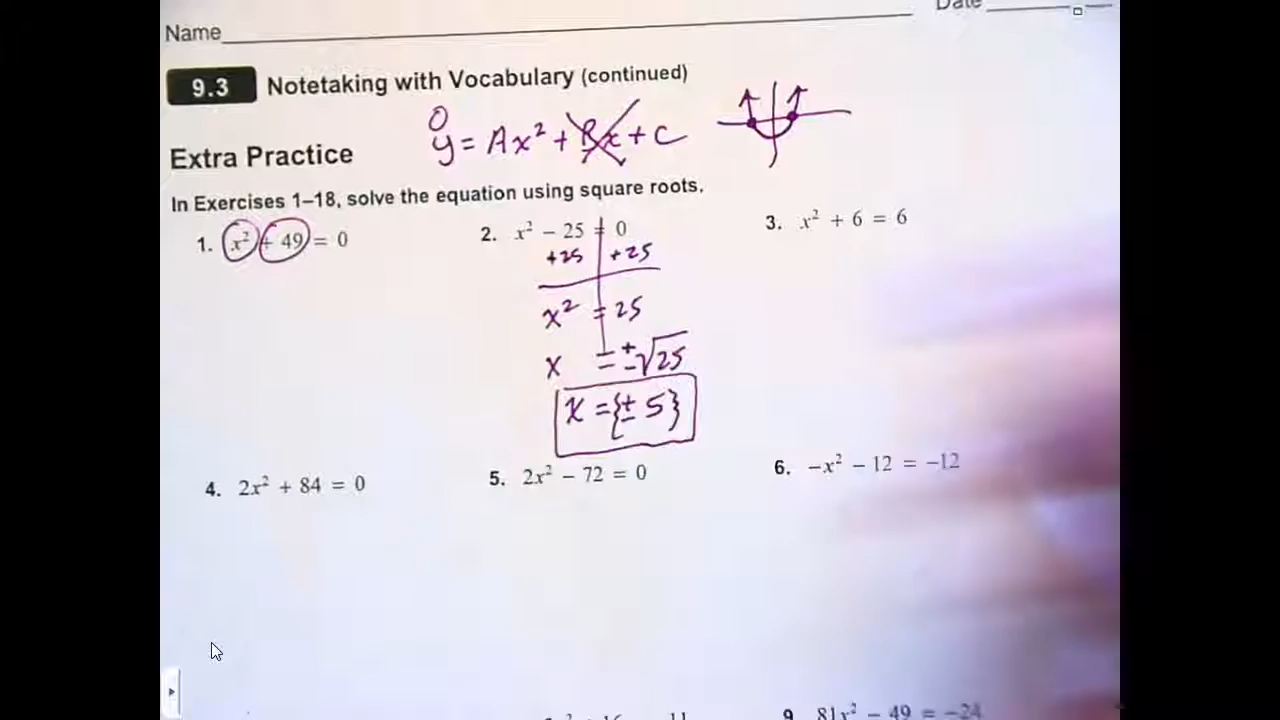 Name Date
9.3 Notetaking with Vocabulary (continued)
0
y = Ax² + Bx + C
Extra Practice
In Exercises 1–18, solve the equation using square roots.
1. x² + 49 = 0
2. x² − 25 = 0
+25 +25
x² = 25
x = ±√25
x = {± 5}
3. x² + 6 = 6
4. 2x² + 84 = 0
5. 2x² − 72 = 0
6. −x² − 12 = −12
9. 81x² − 49 = −24